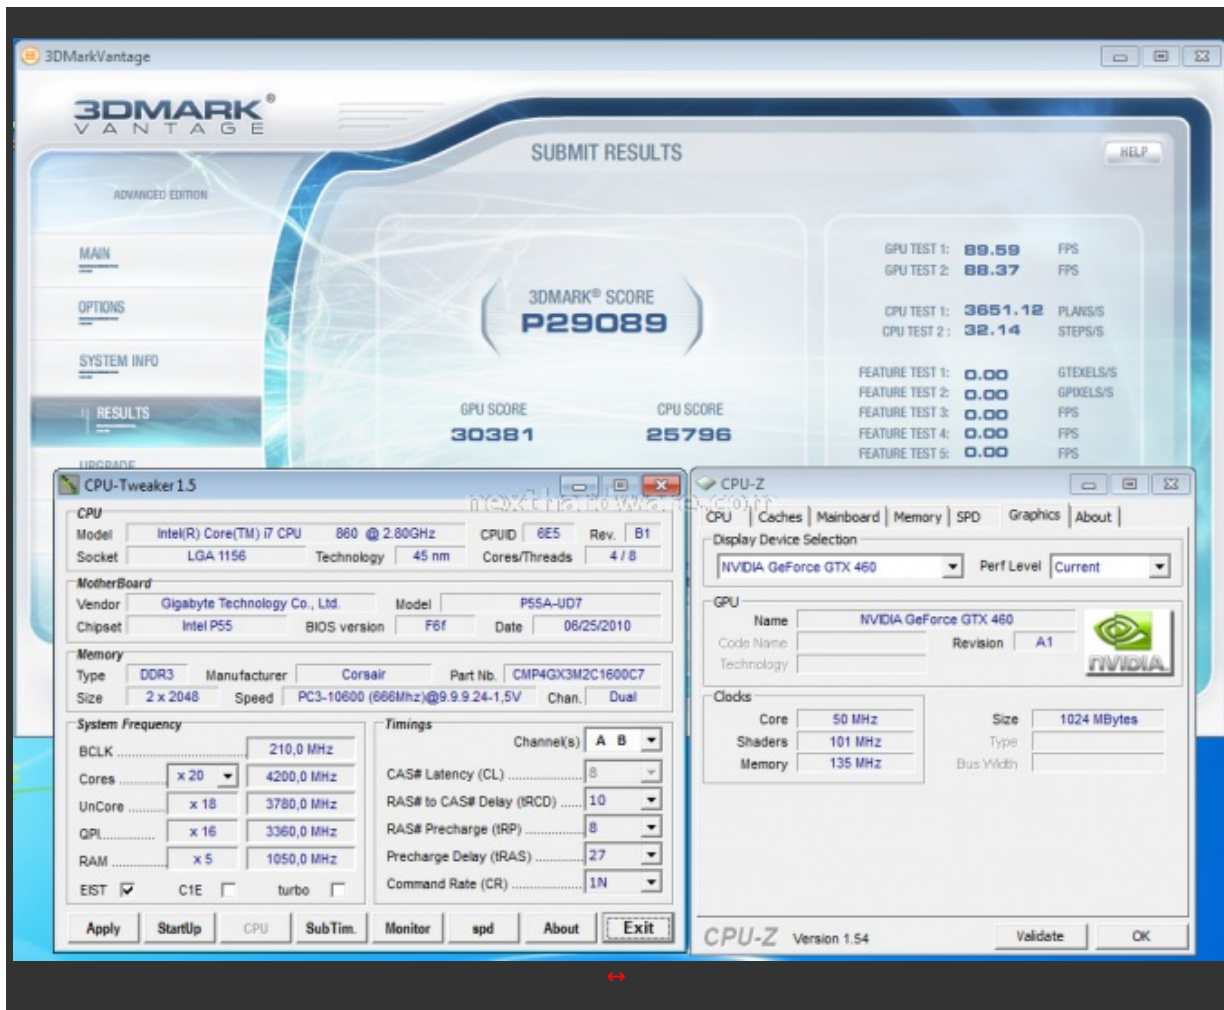 3DMarkVantage
3DMARK®
VANTAGE
SUBMIT RESULTS
HELP
ADVANCED EDITION
MAIN
OPTIONS
SYSTEM INFO
RESULTS
UPGRADE
3DMARK® SCORE
P29089
GPU SCORE CPU SCORE
30381 25796
GPU TEST 1: 89.59 FPS
GPU TEST 2: 88.37 FPS
CPU TEST 1: 3651.12 PLANS/S
CPU TEST 2: 32.14 STEPS/S
FEATURE TEST 1: 0.00 GTEXELS/S
FEATURE TEST 2: 0.00 GPIXELS/S
FEATURE TEST 3: 0.00 FPS
FEATURE TEST 4: 0.00 FPS
FEATURE TEST 5: 0.00 FPS
nexthardware.com
CPU-Tweaker 1.5
CPU
Model Intel(R) Core(TM) i7 CPU 860 @ 2.80GHz CPUID 6E5 Rev. B1
Socket LGA 1156 Technology 45 nm Cores/Threads 4 / 8
MotherBoard
Vendor Gigabyte Technology Co., Ltd. Model P55A-UD7
Chipset Intel P55 BIOS version F6f Date 06/25/2010
Memory
Type DDR3 Manufacturer Corsair Part Nb. CMP4GX3M2C1600C7
Size 2 x 2048 Speed PC3-10600 (666Mhz)@9.9.9.24-1,5V Chan. Dual
System Frequency
BCLK 210,0 MHz
Cores x 20 4200,0 MHz
UnCore x 18 3780,0 MHz
QPI x 16 3360,0 MHz
RAM x 5 1050,0 MHz
EIST C1E turbo
Timings
Channel(s) A B
CAS# Latency (CL) 8
RAS# to CAS# Delay (tRCD) 10
RAS# Precharge (tRP) 8
Precharge Delay (tRAS) 27
Command Rate (CR) 1N
Apply StartUp CPU SubTim. Monitor spd About Exit
CPU-Z
CPU Caches Mainboard Memory SPD Graphics About
Display Device Selection
NVIDIA GeForce GTX 460 Perf Level Current
GPU
Name NVIDIA GeForce GTX 460
Code Name Revision A1
Technology
NVIDIA.
Clocks
Core 50 MHz Size 1024 MBytes
Shaders 101 MHz Type
Memory 135 MHz Bus Width
CPU-Z Version 1.54 Validate OK